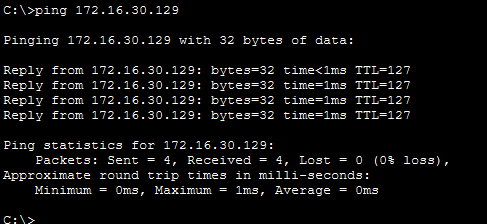 C:\>ping 172.16.30.129
Pinging 172.16.30.129 with 32 bytes of data:
Reply from 172.16.30.129: bytes=32 time<1ms TTL=127
Reply from 172.16.30.129: bytes=32 time=1ms TTL=127
Reply from 172.16.30.129: bytes=32 time=1ms TTL=127
Reply from 172.16.30.129: bytes=32 time=1ms TTL=127
Ping statistics for 172.16.30.129:
    Packets: Sent = 4, Received = 4, Lost = 0 (0% loss),
Approximate round trip times in milli-seconds:
    Minimum = 0ms, Maximum = 1ms, Average = 0ms
C:\>